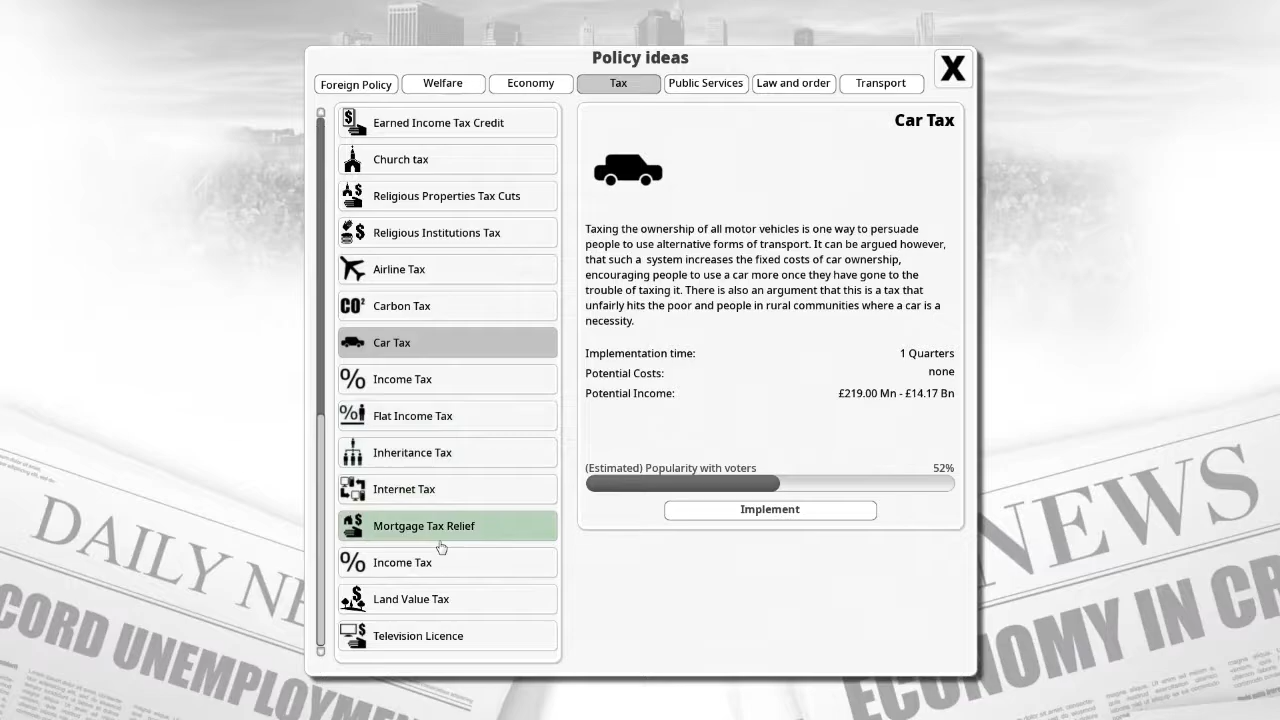 Policy ideas
X
Foreign Policy
Welfare
Economy
Tax
Public Services
Law and order
Transport
Earned Income Tax Credit
Church tax
Religious Properties Tax Cuts
Religious Institutions Tax
Airline Tax
CO² Carbon Tax
Car Tax
% Income Tax
% Flat Income Tax
Inheritance Tax
Internet Tax
Mortgage Tax Relief
% Income Tax
Land Value Tax
Television Licence
Car Tax
Taxing the ownership of all motor vehicles is one way to persuade
people to use alternative forms of transport. It can be argued however,
that such a system increases the fixed costs of car ownership,
encouraging people to use a car more once they have gone to the
trouble of taxing it. There is also an argument that this is a tax that
unfairly hits the poor and people in rural communities where a car is a
necessity.
Implementation time: 1 Quarters
Potential Costs: none
Potential Income: £219.00 Mn - £14.17 Bn
(Estimated) Popularity with voters 52%
Implement
DAILY NE
CORD UNEMPLOYM
NEWS
ECONOMY IN CR